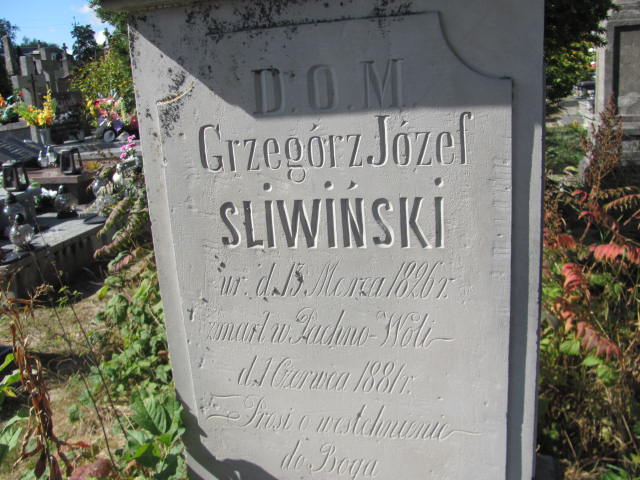 D.O.M.
Grzegórz Józef
SLIWIŃSKI
ur. d. 13 Marca 1826 r.
zmarł w Pachno-Woli
d. 1 Czerwca 1881 r.
Prosi o westchnienie
do Boga